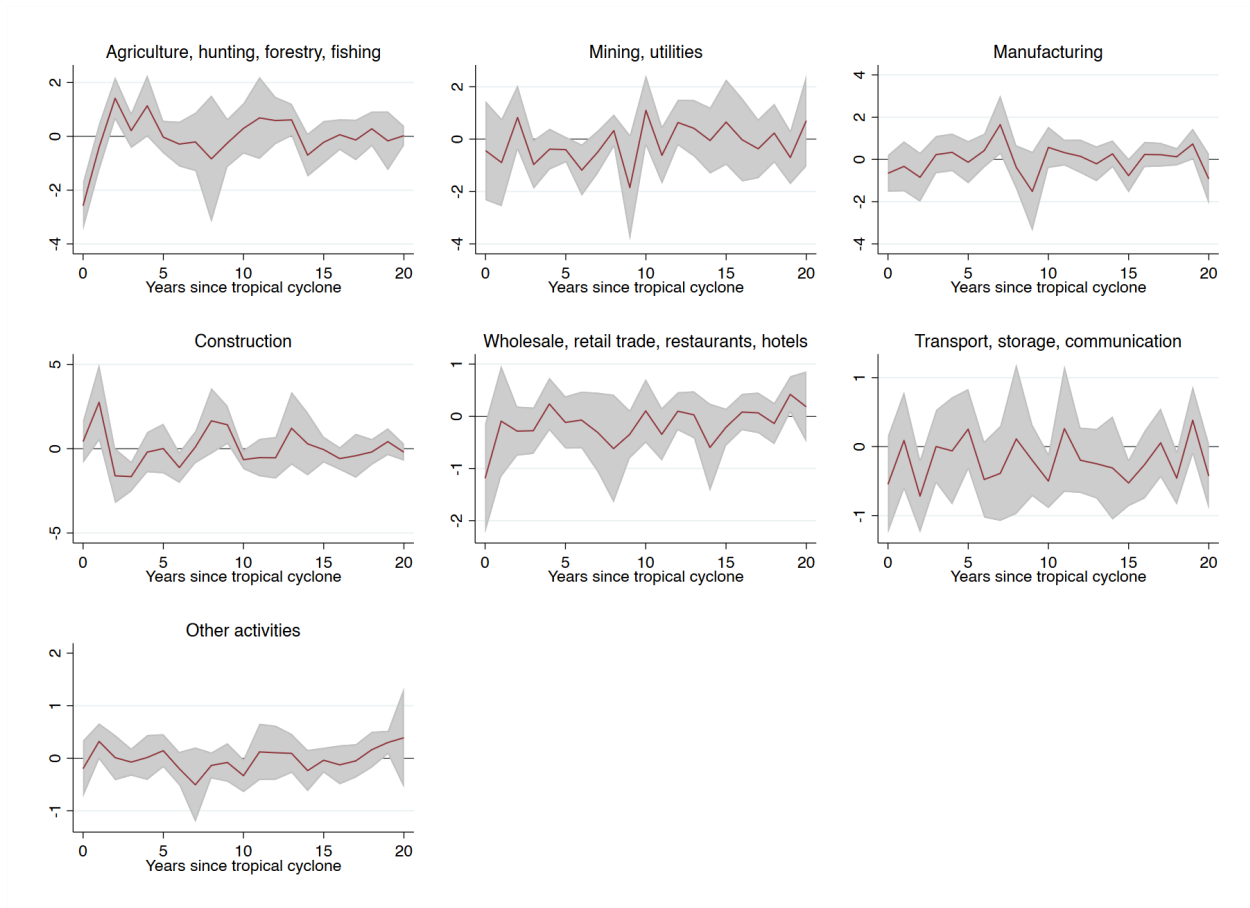 Agriculture, hunting, forestry, fishing
2
0
-2
-4
0 5 10 15 20
Years since tropical cyclone
Mining, utilities
2
0
-2
-4
0 5 10 15 20
Years since tropical cyclone
Manufacturing
4
2
0
-2
-4
0 5 10 15 20
Years since tropical cyclone
Construction
5
0
-5
0 5 10 15 20
Years since tropical cyclone
Wholesale, retail trade, restaurants, hotels
1
0
-1
-2
0 5 10 15 20
Years since tropical cyclone
Transport, storage, communication
1
0
-1
0 5 10 15 20
Years since tropical cyclone
Other activities
2
1
0
-1
0 5 10 15 20
Years since tropical cyclone